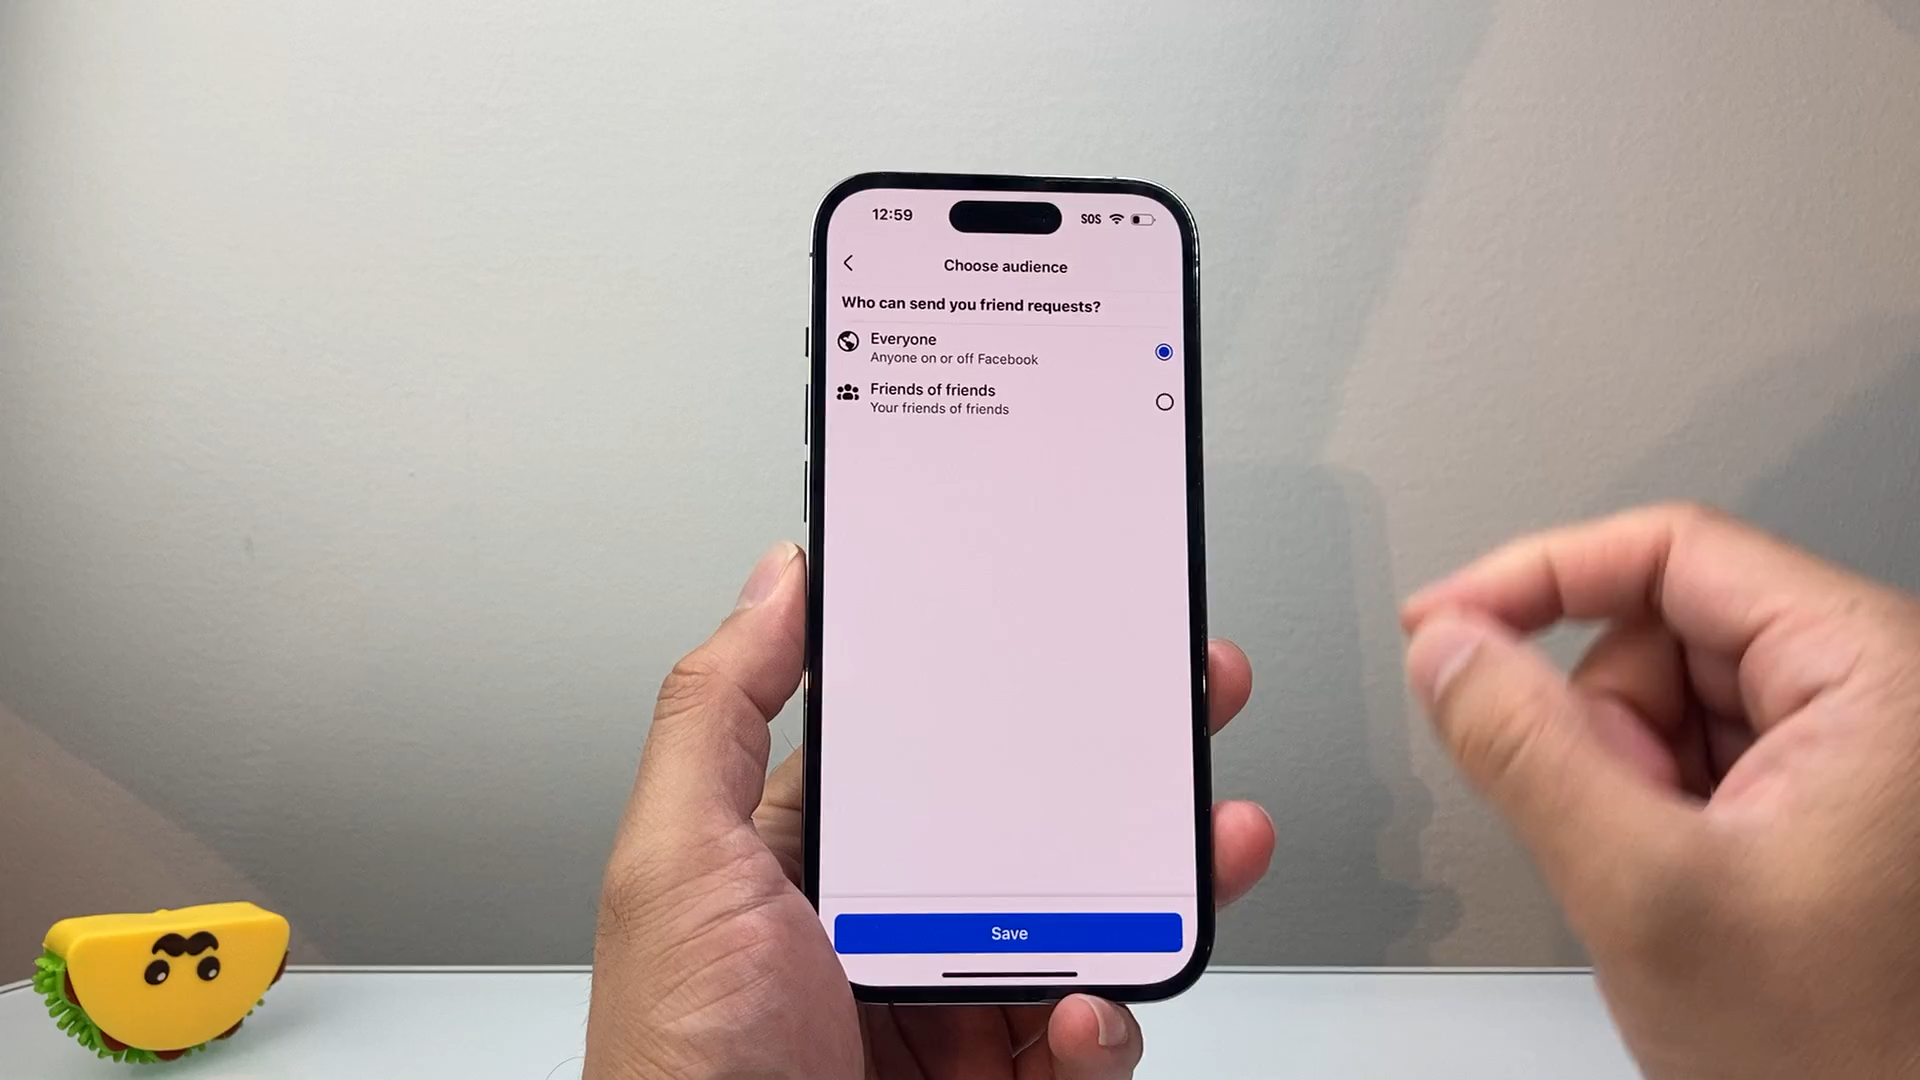 12:59
SOS
Choose audience
Who can send you friend requests?
Everyone
Anyone on or off Facebook
Friends of friends
Your friends of friends
Save